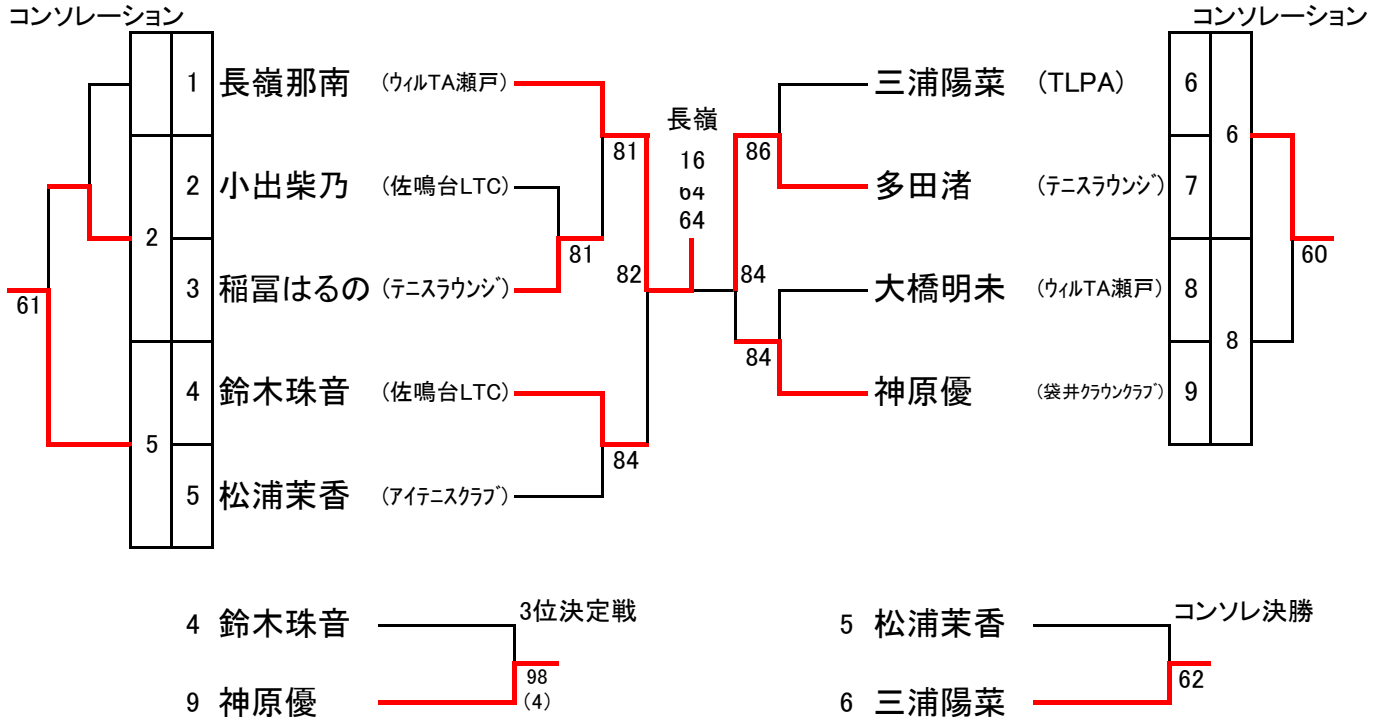 コンソレーション
コンソレーション
1 長嶺那南 (ウィルTA瀬戸)
三浦陽菜 (TLPA) 6
長嶺
81
86
6
16
2 小出柴乃 (佐鳴台LTC)
64
多田渚 (テニスラウンジ) 7
64
2
81
82
84
60
3 稲冨はるの (テニスラウンジ)
大橋明未 (ウィルTA瀬戸) 8
61
84
8
4 鈴木珠音 (佐鳴台LTC)
神原優 (袋井クラウンクラブ) 9
5
84
5 松浦茉香 (アイテニスクラブ)
4 鈴木珠音
3位決定戦
98
(4)
9 神原優
5 松浦茉香
コンソレ決勝
62
6 三浦陽菜